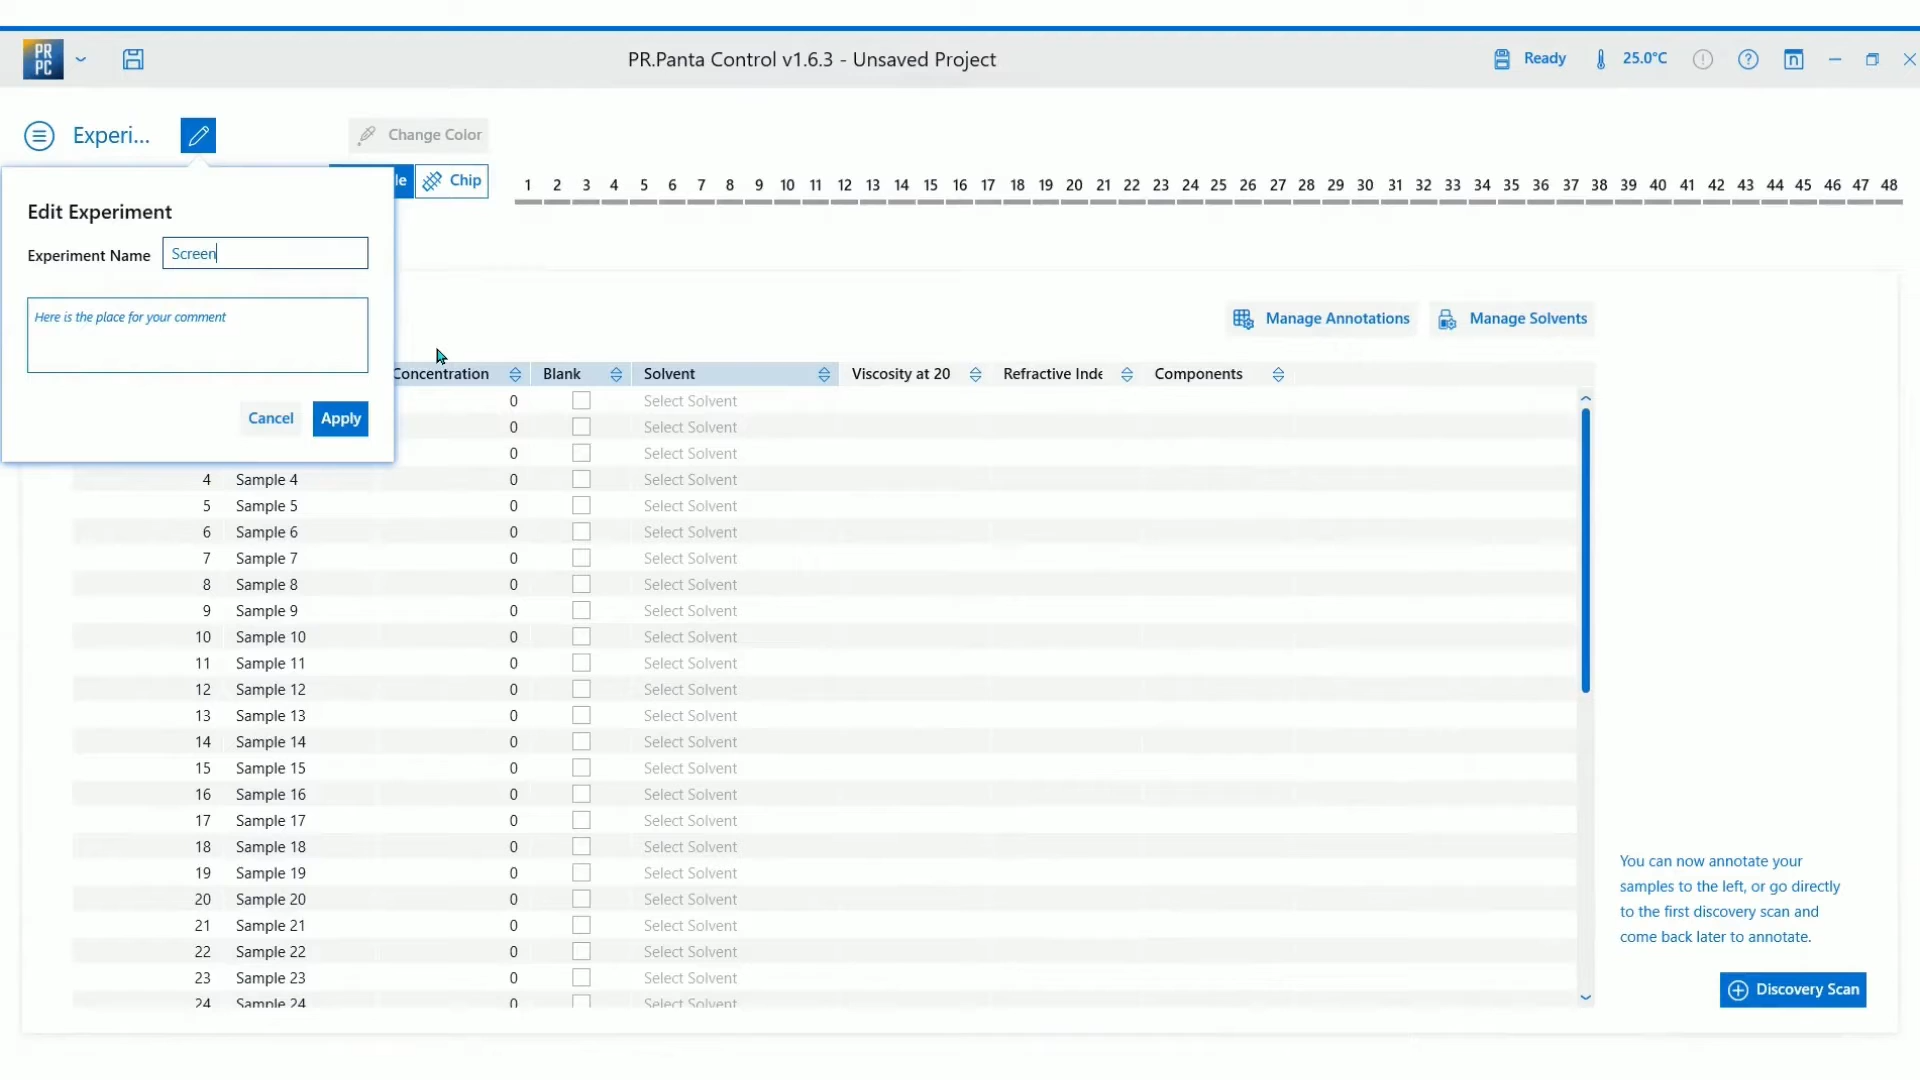 PR PC
PR.Panta Control v1.6.3 - Unsaved Project
Ready
25.0°C
Experi...
Change Color
le
Chip
1 2 3 4 5 6 7 8 9 10 11 12 13 14 15 16 17 18 19 20 21 22 23 24 25 26 27 28 29 30 31 32 33 34 35 36 37 38 39 40 41 42 43 44 45 46 47 48
Edit Experiment
Experiment Name Screen
Here is the place for your comment
Cancel Apply
Manage Annotations Manage Solvents
Concentration Blank Solvent Viscosity at 20 Refractive Inde Components
0 Select Solvent
0 Select Solvent
0 Select Solvent
4 Sample 4 0 Select Solvent
5 Sample 5 0 Select Solvent
6 Sample 6 0 Select Solvent
7 Sample 7 0 Select Solvent
8 Sample 8 0 Select Solvent
9 Sample 9 0 Select Solvent
10 Sample 10 0 Select Solvent
11 Sample 11 0 Select Solvent
12 Sample 12 0 Select Solvent
13 Sample 13 0 Select Solvent
14 Sample 14 0 Select Solvent
15 Sample 15 0 Select Solvent
16 Sample 16 0 Select Solvent
17 Sample 17 0 Select Solvent
18 Sample 18 0 Select Solvent
19 Sample 19 0 Select Solvent
20 Sample 20 0 Select Solvent
21 Sample 21 0 Select Solvent
22 Sample 22 0 Select Solvent
23 Sample 23 0 Select Solvent
24 Sample 24 0 Select Solvent
You can now annotate your
samples to the left, or go directly
to the first discovery scan and
come back later to annotate.
Discovery Scan